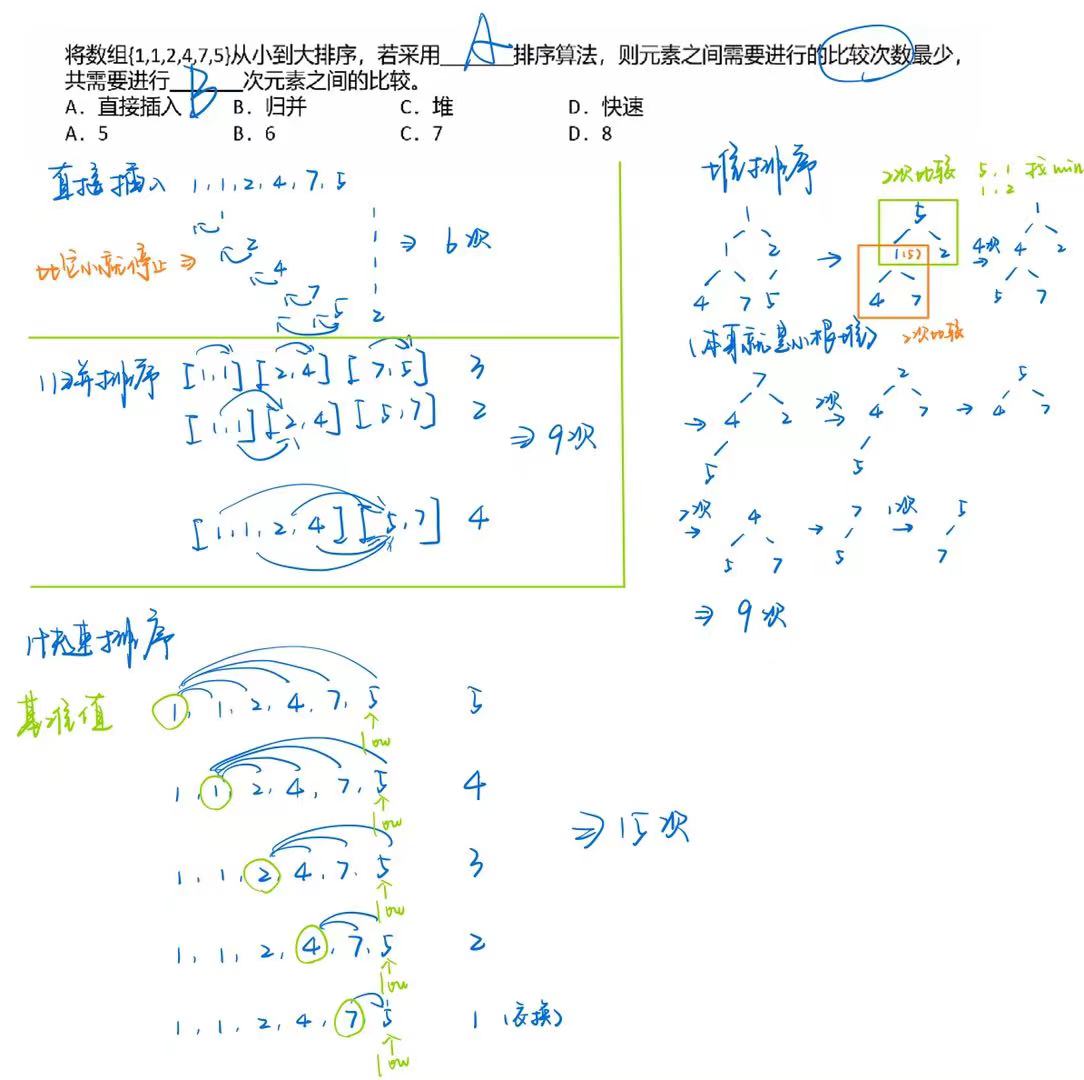 将数组{1,1,2,4,7,5}从小到大排序，若采用 A 排序算法，则元素之间需要进行的比较次数最少，
共需要进行 B 次元素之间的比较。
A．直接插入 B．归并 C．堆 D．快速
A．5 B．6 C．7 D．8
直接插入 1,1,2,4,7,5
1
2
4
7
5
比它小就停止 ⇒
1
1
1
1
2
⇒ 6次
归并排序 [1,1] [2,4] [7,5] 3
[1,1] [2,4] [5,7] 2
⇒ 9次
[1,1,2,4] [5,7] 4
堆排序
2次比较 5,1 找min
1,2
1
1 2
4 7 5
→
5
1(5) 2
4 7
2次比较
4次
→
1
4 2
5 7
(本身就是小根堆)
→
7
4 2
5
2次
→
2
4 7
5
→
5
4 7
2次
→
4
5 7
→
7
5
1次
→
5
7
⇒ 9次
快速排序
基准值 1, 1, 2, 4, 7, 5 5
↑
low
1, 1, 2, 4, 7, 5 4
↑
low
⇒ 15次
1, 1, 2, 4, 7, 5 3
↑
low
1, 1, 2, 4, 7, 5 2
↑
low
1, 1, 2, 4, 7, 5 1 (交换)
↑
low